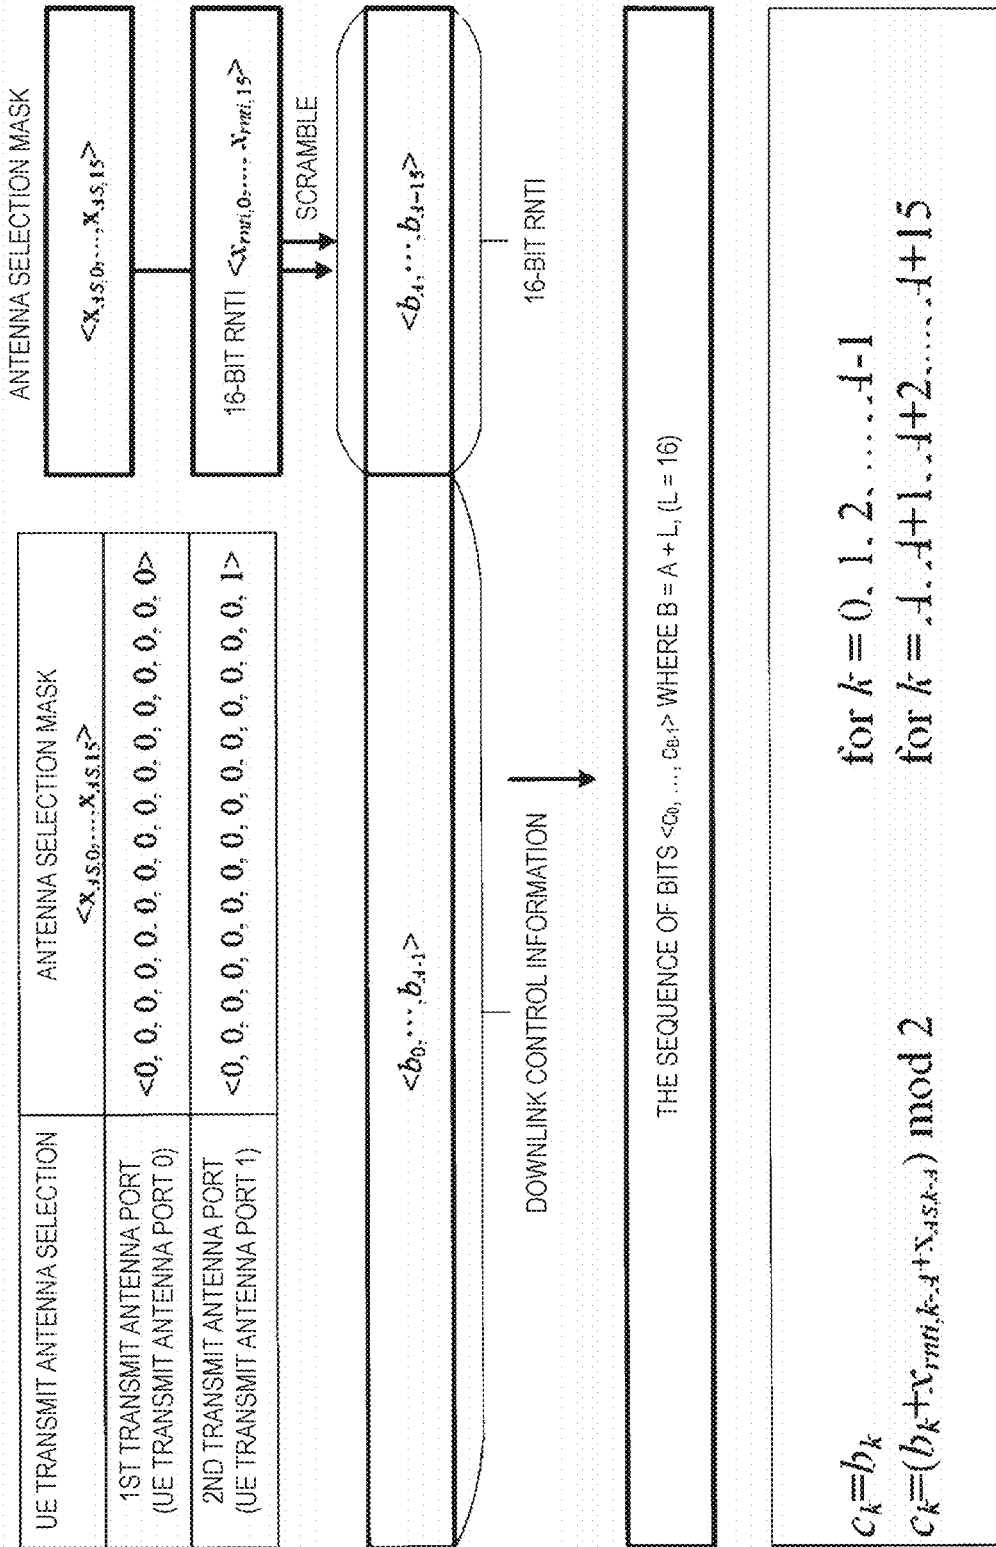 UE TRANSMIT ANTENNA SELECTION
ANTENNA SELECTION MASK
<x_{AS,0},...,x_{AS,15}>
1ST TRANSMIT ANTENNA PORT
(UE TRANSMIT ANTENNA PORT 0)
<0, 0, 0, 0, 0, 0, 0, 0, 0, 0, 0, 0, 0, 0, 0, 0>
2ND TRANSMIT ANTENNA PORT
(UE TRANSMIT ANTENNA PORT 1)
<0, 0, 0, 0, 0, 0, 0, 0, 0, 0, 0, 0, 0, 0, 0, 1>
ANTENNA SELECTION MASK
<x_{AS,0},...,x_{AS,15}>
16-BIT RNTI <x_{rnti,0},..., x_{rnti,15}>
SCRAMBLE
<b_0,...,b_{A-1}>
<b_A,...,b_{A-15}>
DOWNLINK CONTROL INFORMATION
16-BIT RNTI
THE SEQUENCE OF BITS <c_0, ..., c_{B-1}> WHERE B = A + L, (L = 16)
c_k=b_k for k = 0, 1, 2, ..., A-1
c_k=(b_k+x_{rnti,k-A}+x_{AS,k-A}) mod 2 for k = A, A+1, A+2, ..., A+15